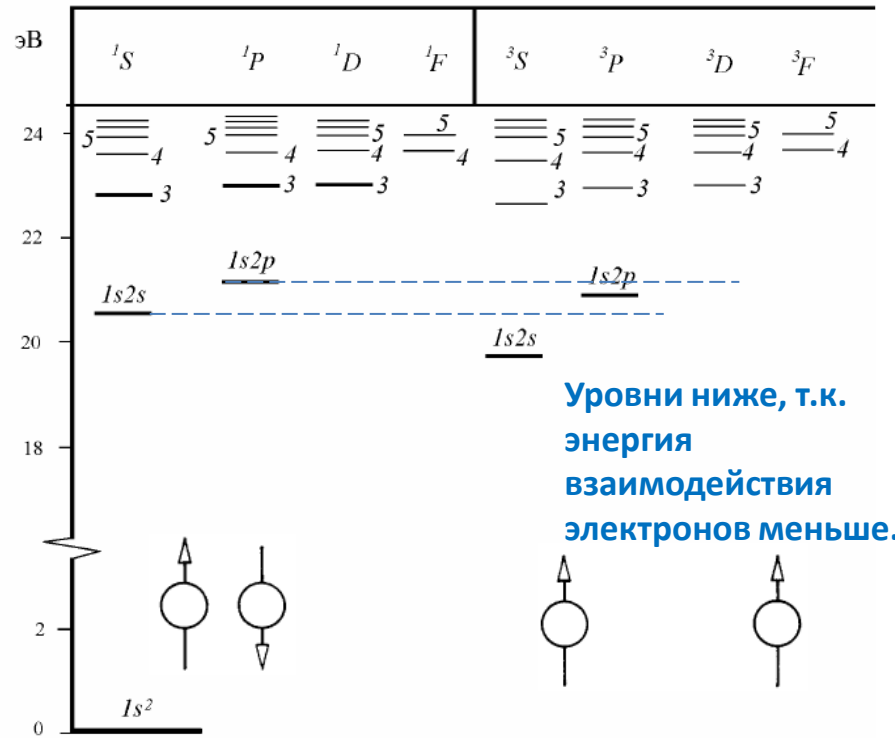 эВ
¹S ¹P ¹D ¹F ³S ³P ³D ³F
24
5 5 5 5 5 5 5 5
4 4 4 4 4 4 4 4
3 3 3 3 3 3
22
1s2p 1s2p
1s2s
20
1s2s
Уровни ниже, т.к.
энергия
взаимодействия
электронов меньше.
18
2
1s²
0